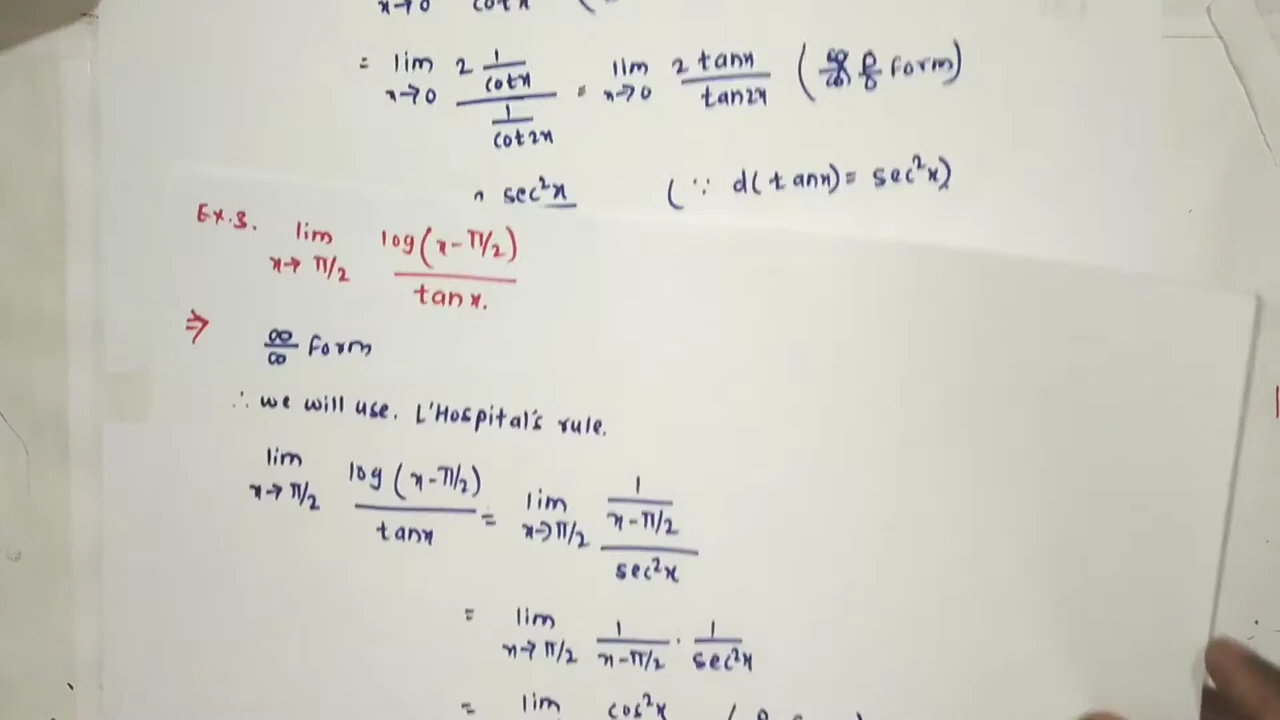 x→0 cotx (
= lim x→0 2 1/cotx / 1/cot2x = lim x→0 2 tanx / tan2x ( 0/0 form)
= sec²x (∵ d(tanx)= sec²x)
Ex.3. lim x→π/2 log(x-π/2) / tanx.
⇒ ∞/∞ form
∴ we will use. L'Hospital's rule.
lim x→π/2 log(x-π/2) / tanx = lim x→π/2 1/(x-π/2) / sec²x
= lim x→π/2 1/(x-π/2) · 1/sec²x
= lim cos²x (